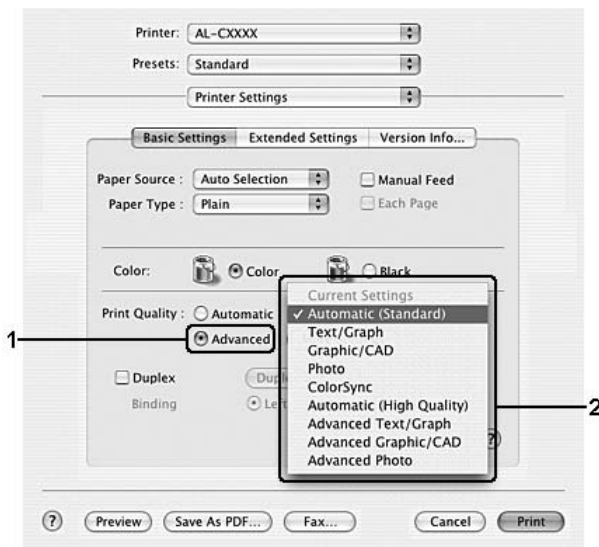 Printer: AL-CXXXX
Presets: Standard
Printer Settings
Basic Settings Extended Settings Version Info...
Paper Source : Auto Selection Manual Feed
Paper Type : Plain Each Page
Color: Color Black
Current Settings
Print Quality : Automatic ✓ Automatic (Standard)
1 Advanced Text/Graph
Graphic/CAD
Photo
Duplex ColorSync
Binding Automatic (High Quality) 2
Advanced Text/Graph
Advanced Graphic/CAD ?
Advanced Photo
? Preview Save As PDF... Fax... Cancel Print